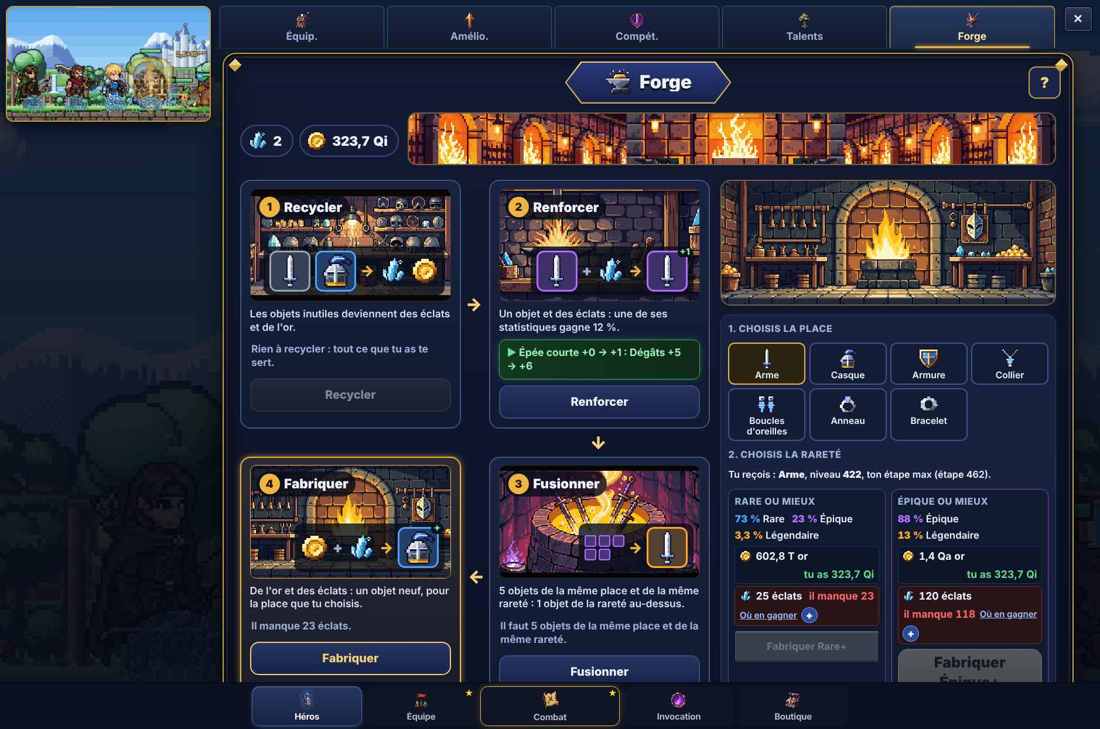 Équip.
Amélio.
Compét.
Talents
Forge
×
Forge
?
2
323,7 Qi
1 Recycler
Les objets inutiles deviennent des éclats
et de l'or.
Rien à recycler : tout ce que tu as te
sert.
Recycler
2 Renforcer
+
+1
Un objet et des éclats : une de ses
statistiques gagne 12 %.
▶ Épée courte +0 → +1 : Dégâts +5
→ +6
Renforcer
4 Fabriquer
+
De l'or et des éclats : un objet neuf, pour
la place que tu choisis.
Il manque 23 éclats.
Fabriquer
3 Fusionner
5 objets de la même place et de la même
rareté : 1 objet de la rareté au-dessus.
Il faut 5 objets de la même place et de la
même rareté.
Fusionner
1. CHOISIS LA PLACE
Arme
Casque
Armure
Collier
Boucles
d'oreilles
Anneau
Bracelet
2. CHOISIS LA RARETÉ
Tu reçois : Arme, niveau 422, ton étape max (étape 462).
RARE OU MIEUX
73 % Rare 23 % Épique
3,3 % Légendaire
602,8 T or
tu as 323,7 Qi
25 éclats il manque 23
Où en gagner +
Fabriquer Rare+
ÉPIQUE OU MIEUX
88 % Épique
13 % Légendaire
1,4 Qa or
tu as 323,7 Qi
120 éclats
il manque 118 Où en gagner
+
Fabriquer
Épique+
Héros
Équipe
Combat
Invocation
Boutique